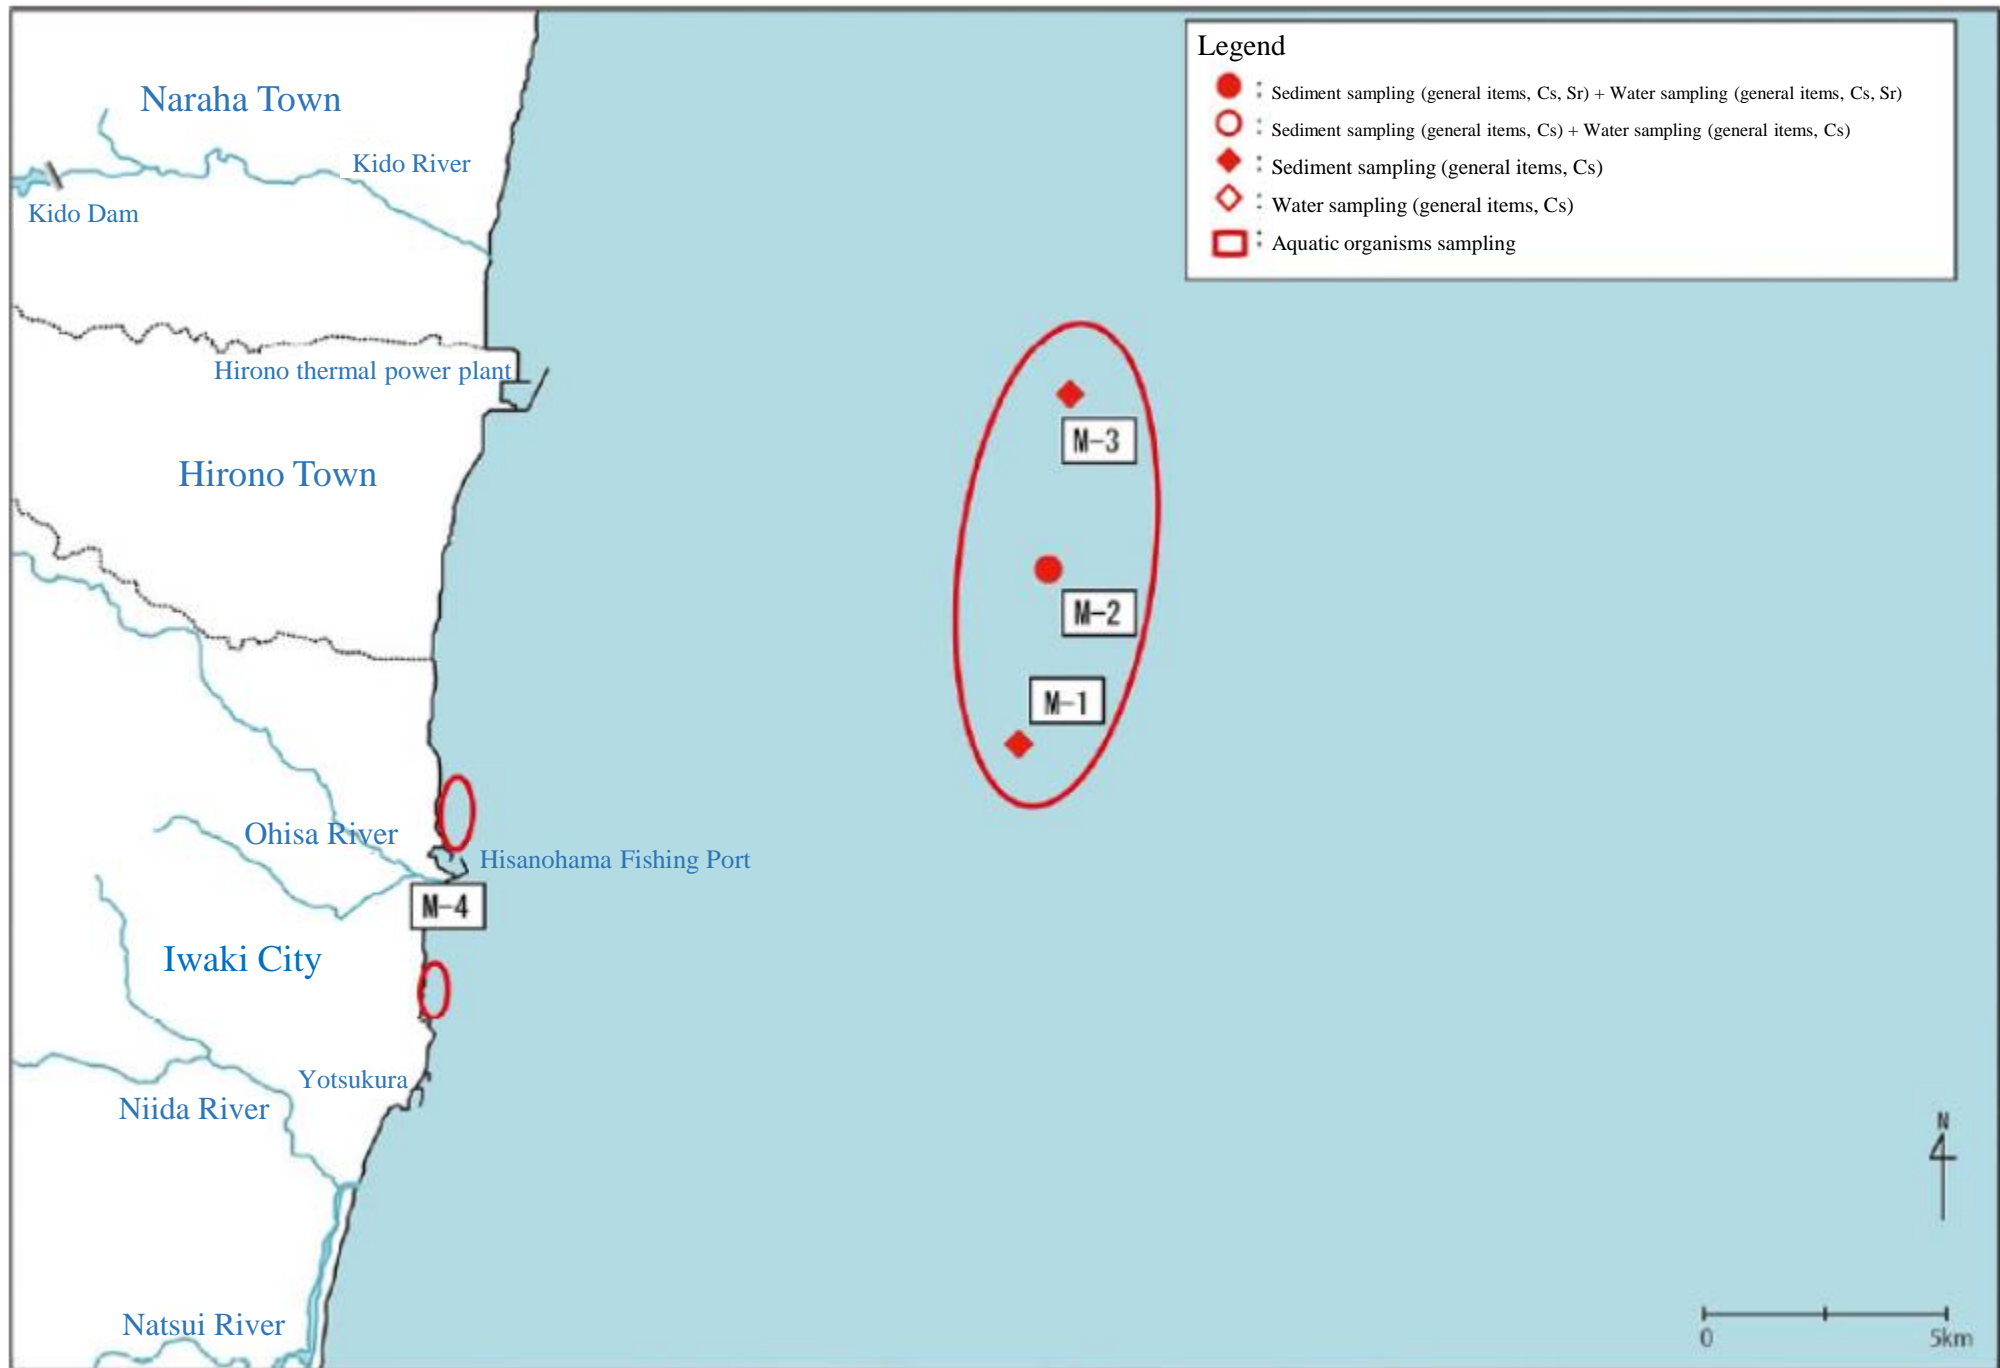 Legend
: Sediment sampling (general items, Cs, Sr) + Water sampling (general items, Cs, Sr)
: Sediment sampling (general items, Cs) + Water sampling (general items, Cs)
: Sediment sampling (general items, Cs)
: Water sampling (general items, Cs)
: Aquatic organisms sampling
Naraha Town
Kido River
Kido Dam
Hirono thermal power plant
Hirono Town
M-3
M-2
M-1
Ohisa River
Hisanohama Fishing Port
M-4
Iwaki City
Yotsukura
Niida River
Natsui River
N
0 5km